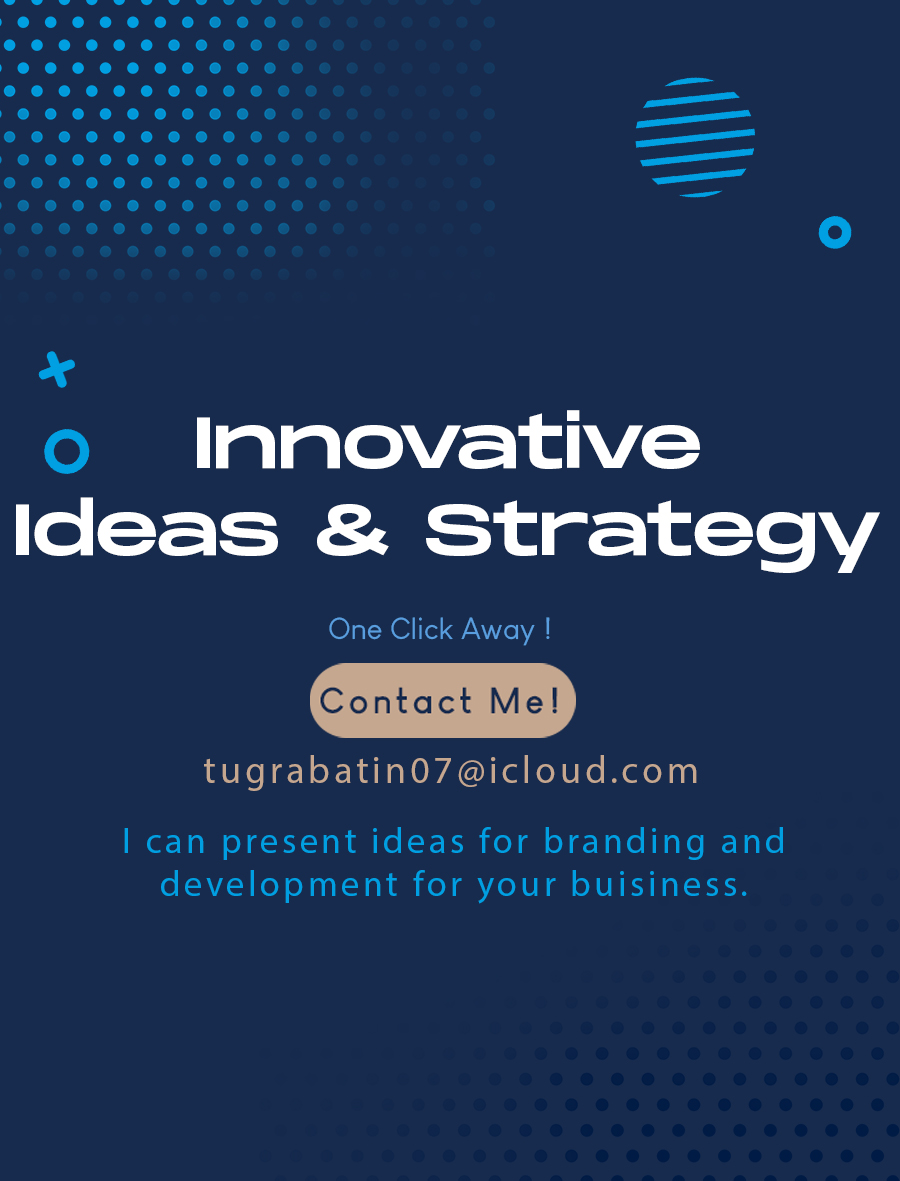 Innovative
Ideas & Strategy
One Click Away !
Contact Me!
tugrabatin07@icloud.com
I can present ideas for branding and
development for your buisiness.